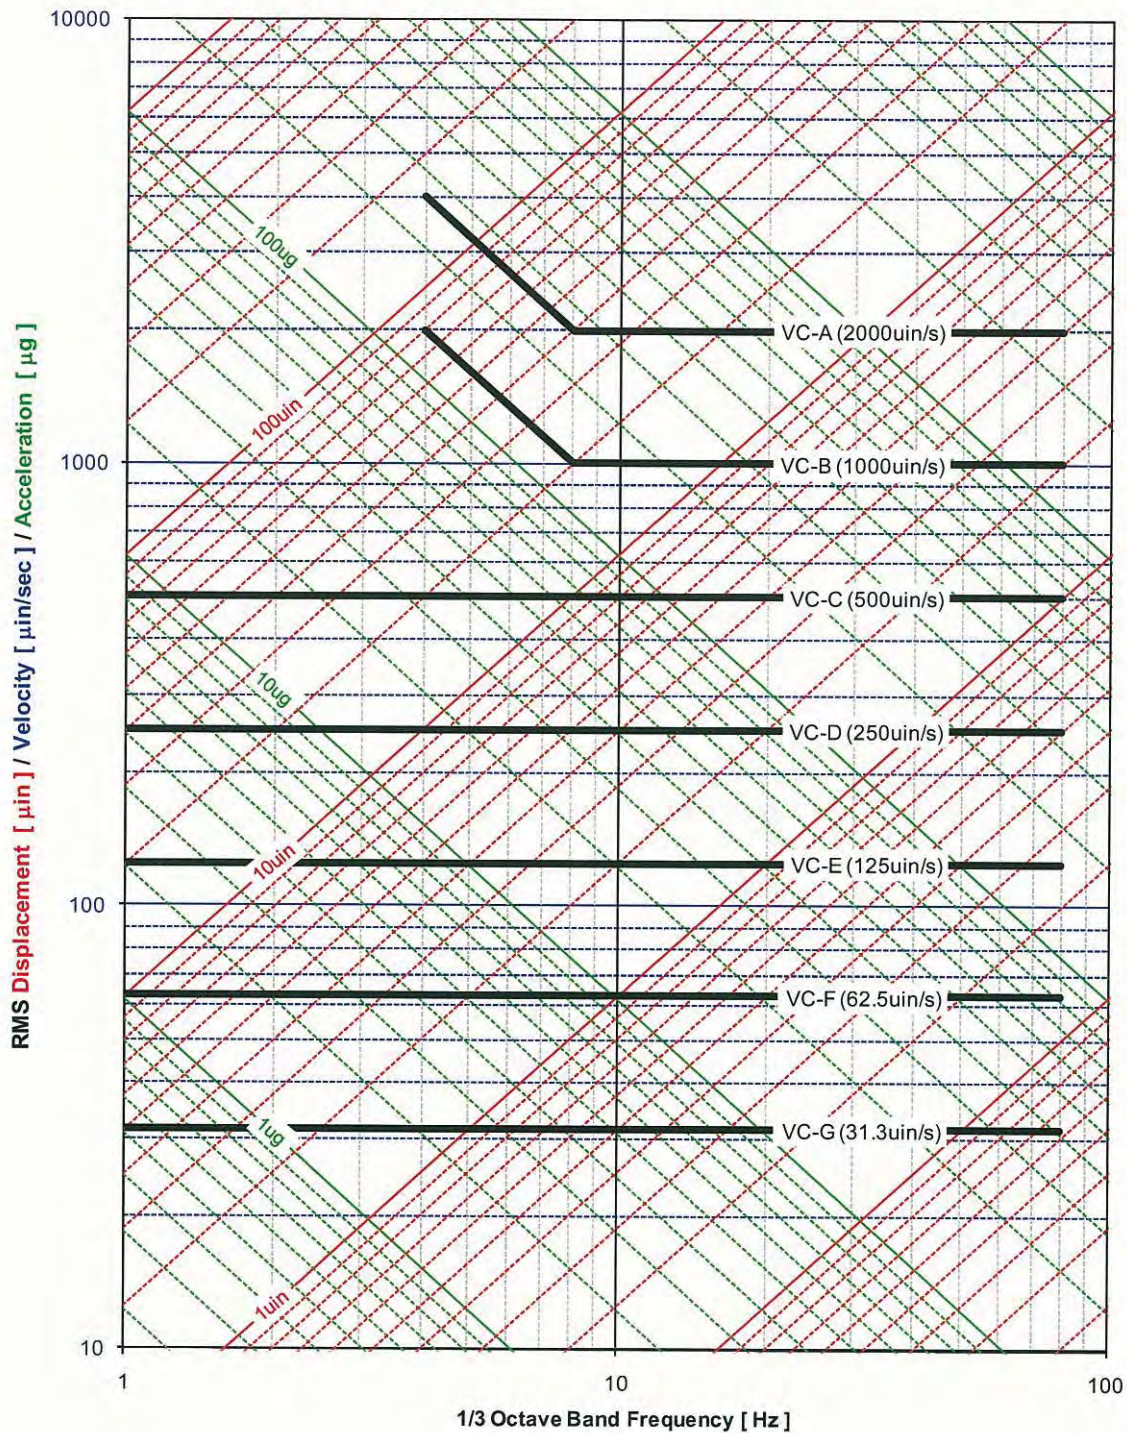 RMS Displacement [ μin ] / Velocity [ μin/sec ] / Acceleration [ μg ]
10000
1000
100
10
100ug
100uin
10ug
10uin
1ug
1uin
VC-A (2000uin/s)
VC-B (1000uin/s)
VC-C (500uin/s)
VC-D (250uin/s)
VC-E (125uin/s)
VC-F (62.5uin/s)
VC-G (31.3uin/s)
1
10
100
1/3 Octave Band Frequency [ Hz ]